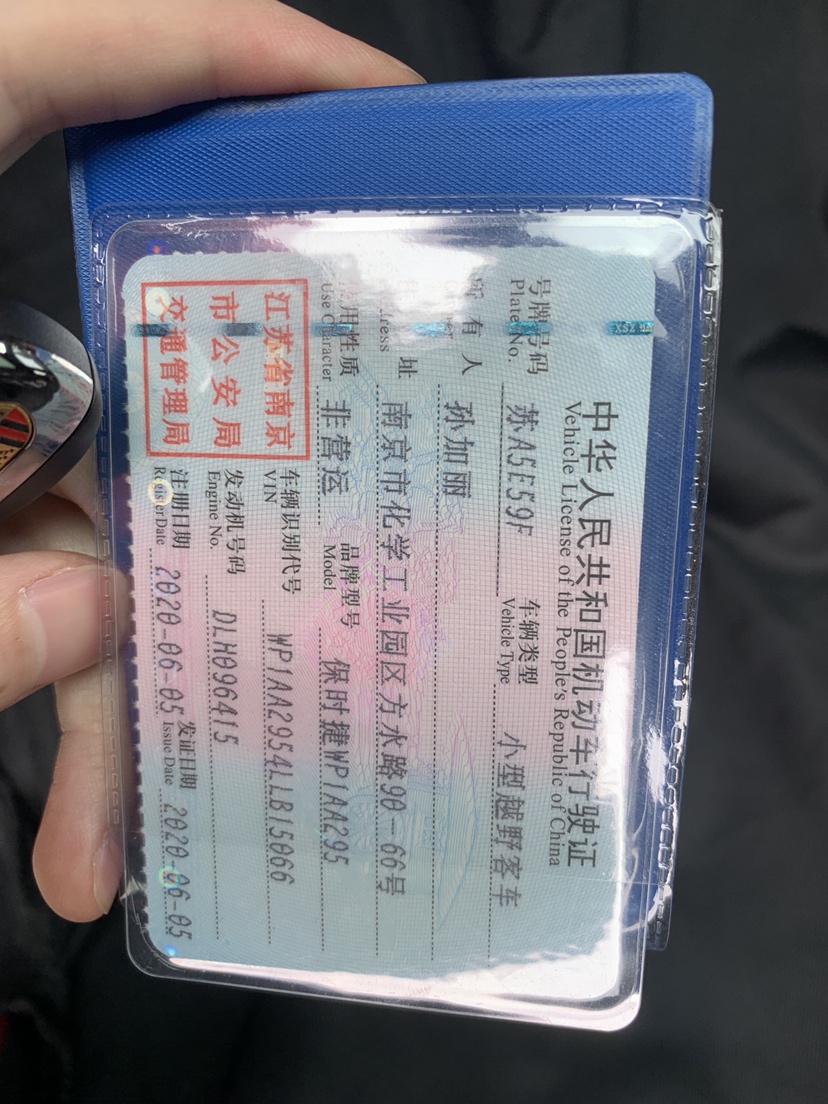 中华人民共和国机动车行驶证
Vehicle License of the People's Republic of China
号牌号码 苏A5E59F 车辆类型 小型越野客车
Plate No. Vehicle Type
所有人 孙加丽
址 南京市化学工业园区方水路90-66号
使用性质 非营运 品牌型号 保时捷WP1AA295
Use Character Model
江苏省南京
市公安局
交通管理局
车辆识别代号 WP1AA2954LLB15066
VIN
发动机号码 DLH096415
Engine No.
注册日期 2020-06-05 发证日期 2020-06-05
Register Date Issue Date